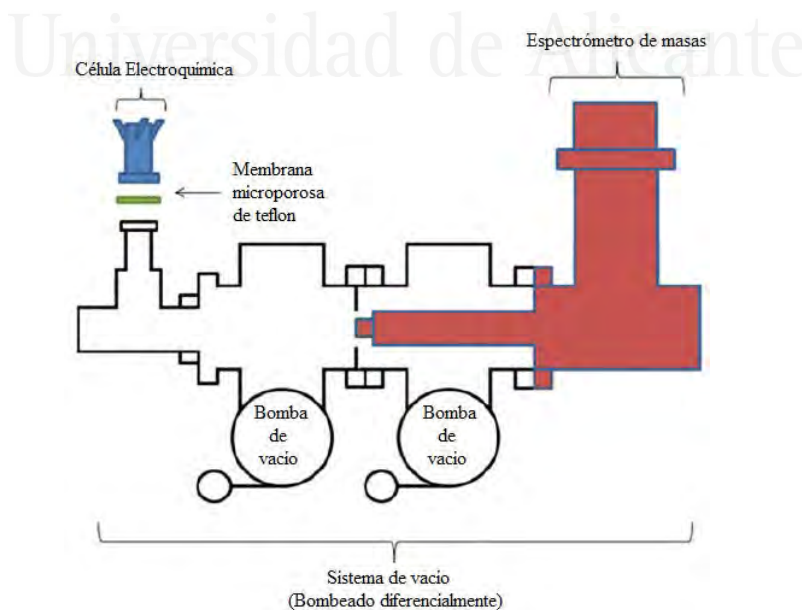 Universidad de Alicante
Espectrómetro de masas
Célula Electroquimica
Membrana
microporosa
de teflon
Bomba
de
vacio
Bomba
de
vacio
Sistema de vacio
(Bombeado diferencialmente)